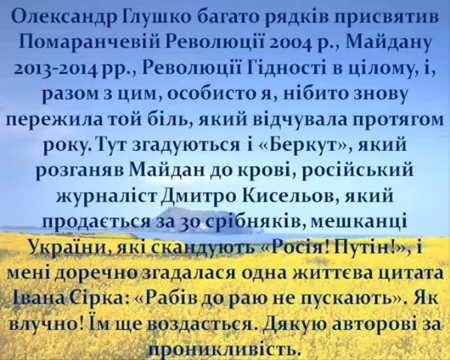 Олександр Глушко багато рядків присвятив
Помаранчевій Революції 2004 р., Майдану
2013-2014 рр., Революції Гідності в цілому, і,
разом з цим, особисто я, нібито знову
пережила той біль, який відчувала протягом
року. Тут згадуються і «Беркут», який
розганяв Майдан до крові, російський
журналіст Дмитро Кисельов, який
продається за 30 срібняків, мешканці
України, які скандують «Росія! Путін!», і
мені доречно згадалася одна життєва цитата
Івана Сірка: «Рабів до раю не пускають». Як
влучно! Їм ще воздасться. Дякую авторові за
проникливість.